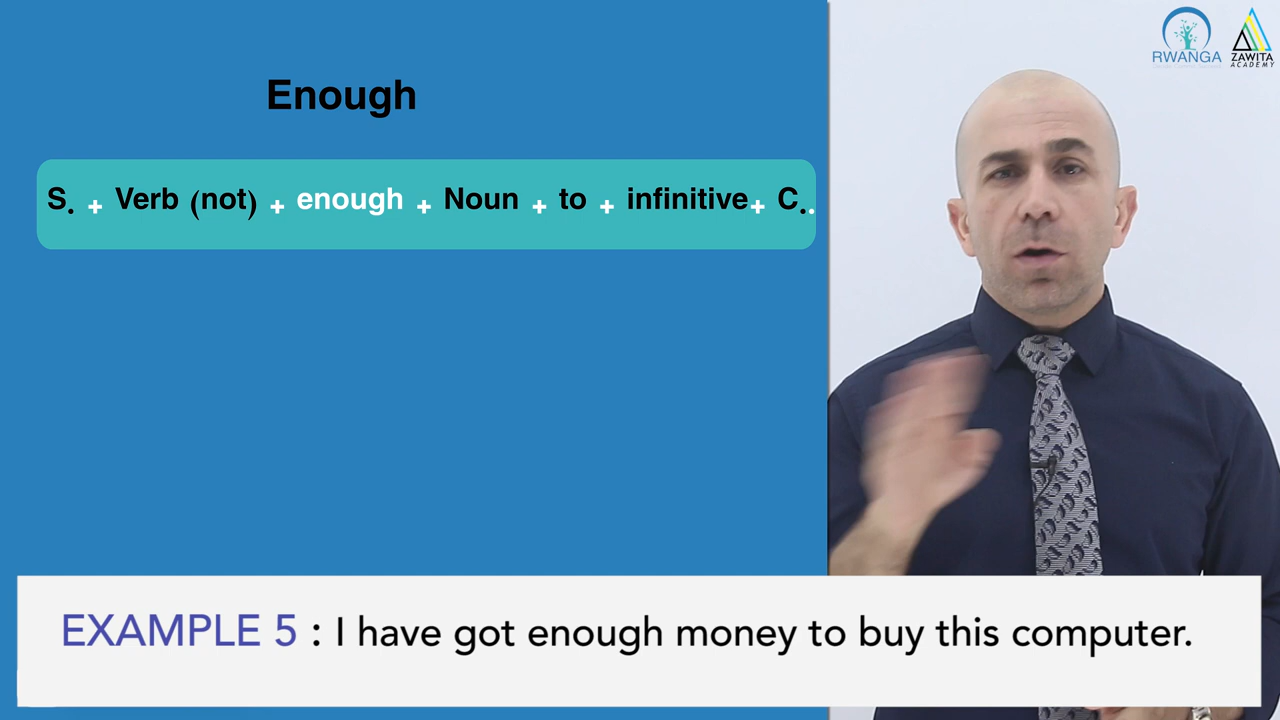 RWANGA
ZAWITA
ACADEMY
Enough
S. + Verb (not) + enough + Noun + to + infinitive+ C..
EXAMPLE 5 : I have got enough money to buy this computer.